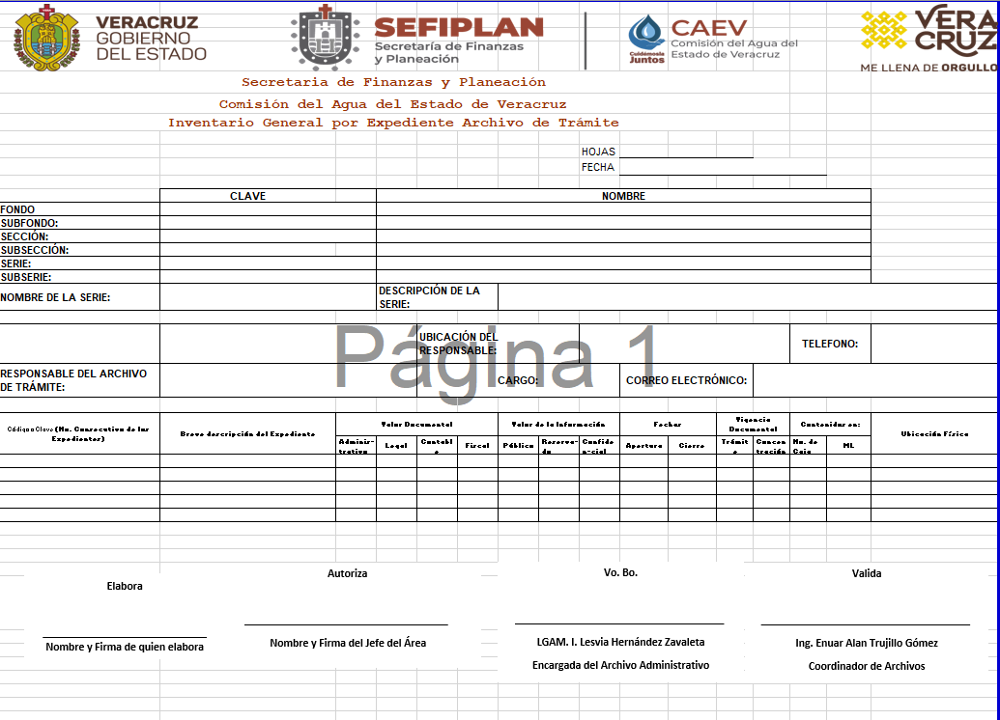 VERACRUZ
GOBIERNO
DEL ESTADO
SEFIPLAN
Secretaría de Finanzas
y Planeación
Cuidémosla
Juntos
CAEV
Comisión del Agua del
Estado de Veracruz
VERA
CRUZ
ME LLENA DE ORGULLO
Secretaria de Finanzas y Planeación
Comisión del Agua del Estado de Veracruz
Inventario General por Expediente Archivo de Trámite
HOJAS
FECHA
CLAVE NOMBRE
FONDO
SUBFONDO:
SECCIÓN:
SUBSECCIÓN:
SERIE:
SUBSERIE:
NOMBRE DE LA SERIE:
DESCRIPCIÓN DE LA
SERIE:
Página 1
UBICACIÓN DEL
RESPONSABLE:
TELEFONO:
RESPONSABLE DEL ARCHIVO
DE TRÁMITE:
CARGO:
CORREO ELECTRÓNICO:
Código o Clave (No. Consecutivo de los
Expedientes)
Breve descripción del Expediente
Valor Documental
Adminis-
trativo
Legal
Contabl
e
Fiscal
Valor de la Información
Pública
Reserva-
da
Confide
n-cial
Fechas
Apertura
Cierre
Vigencia
Documental
Trámit
e
Concen
tración
Contenidos en:
No. de
Caja
ML
Ubicación Física
Elabora
Nombre y Firma de quien elabora
Autoriza
Nombre y Firma del Jefe del Área
Vo. Bo.
LGAM. I. Lesvia Hernández Zavaleta
Encargada del Archivo Administrativo
Valida
Ing. Enuar Alan Trujillo Gómez
Coordinador de Archivos